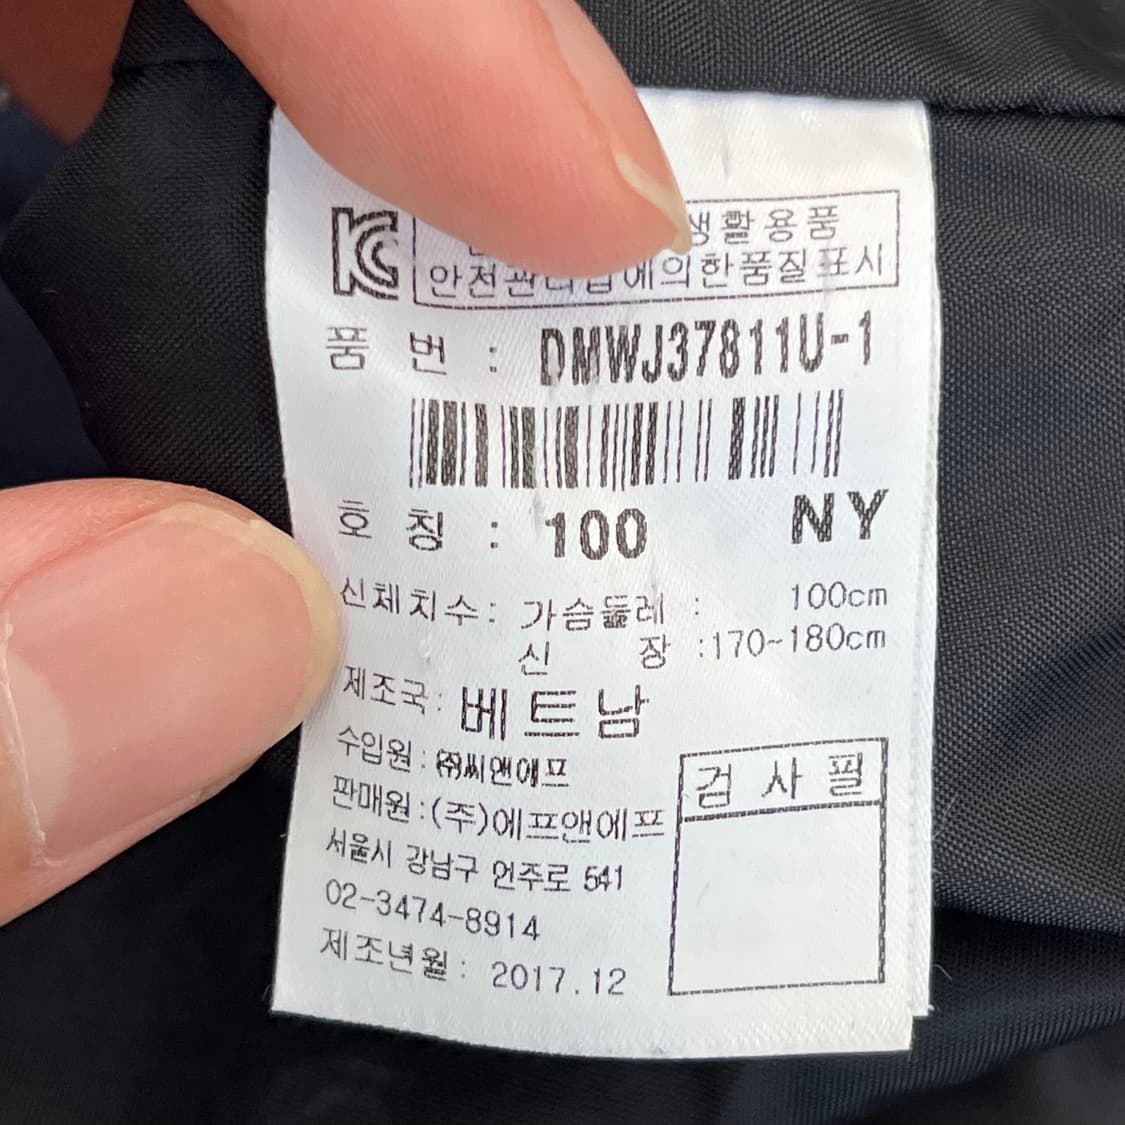 KC
생활용품
안전관리법에의한품질표시
품 번 : DMWJ37811U-1
호 칭 : 100 NY
신체치수: 가슴둘레 : 100cm
신 장 :170~180cm
제조국: 베트남
수입원 : ㈜씨앤에프
판매원 : (주)에프앤에프
서울시 강남구 언주로 541
02-3474-8914
제조년월 : 2017.12
검사필